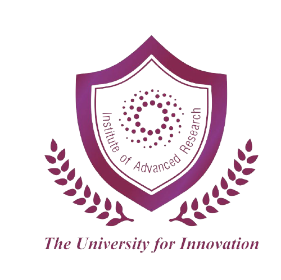 Institute of Advanced Research
The University for Innovation